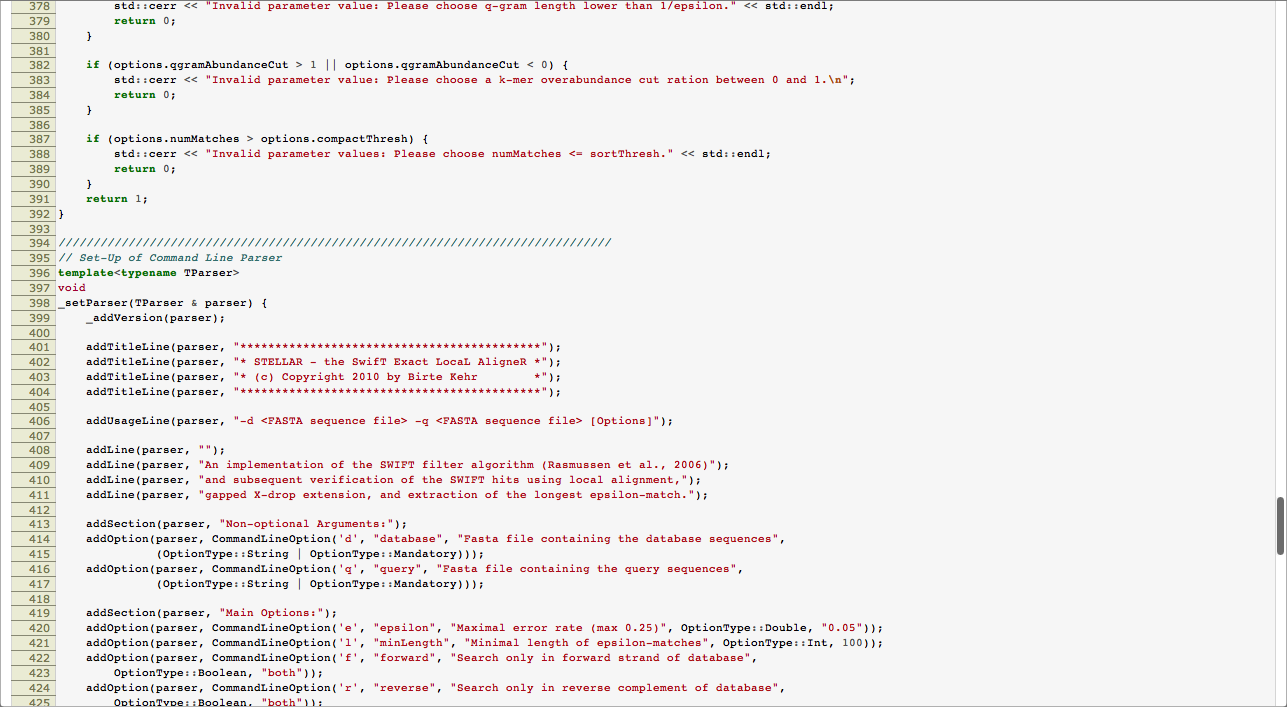 378 std::cerr << "Invalid parameter value: Please choose q-gram length lower than 1/epsilon." << std::endl;
379 return 0;
380 }
381
382 if (options.qgramAbundanceCut > 1 || options.qgramAbundanceCut < 0) {
383 std::cerr << "Invalid parameter value: Please choose a k-mer overabundance cut ration between 0 and 1.\n";
384 return 0;
385 }
386
387 if (options.numMatches > options.compactThresh) {
388 std::cerr << "Invalid parameter values: Please choose numMatches <= sortThresh." << std::endl;
389 return 0;
390 }
391 return 1;
392 }
393
394 ///////////////////////////////////////////////////////////////////////////////
395 // Set-Up of Command Line Parser
396 template<typename TParser>
397 void
398 _setParser(TParser & parser) {
399 _addVersion(parser);
400
401 addTitleLine(parser, "*******************************************");
402 addTitleLine(parser, "* STELLAR - the SwifT Exact LocaL AligneR *");
403 addTitleLine(parser, "* (c) Copyright 2010 by Birte Kehr        *");
404 addTitleLine(parser, "*******************************************");
405
406 addUsageLine(parser, "-d <FASTA sequence file> -q <FASTA sequence file> [Options]");
407
408 addLine(parser, "");
409 addLine(parser, "An implementation of the SWIFT filter algorithm (Rasmussen et al., 2006)");
410 addLine(parser, "and subsequent verification of the SWIFT hits using local alignment,");
411 addLine(parser, "gapped X-drop extension, and extraction of the longest epsilon-match.");
412
413 addSection(parser, "Non-optional Arguments:");
414 addOption(parser, CommandLineOption('d', "database", "Fasta file containing the database sequences",
415 (OptionType::String | OptionType::Mandatory)));
416 addOption(parser, CommandLineOption('q', "query", "Fasta file containing the query sequences",
417 (OptionType::String | OptionType::Mandatory)));
418
419 addSection(parser, "Main Options:");
420 addOption(parser, CommandLineOption('e', "epsilon", "Maximal error rate (max 0.25)", OptionType::Double, "0.05"));
421 addOption(parser, CommandLineOption('l', "minLength", "Minimal length of epsilon-matches", OptionType::Int, 100));
422 addOption(parser, CommandLineOption('f', "forward", "Search only in forward strand of database",
423 OptionType::Boolean, "both"));
424 addOption(parser, CommandLineOption('r', "reverse", "Search only in reverse complement of database",
425 OptionType::Boolean, "both"));